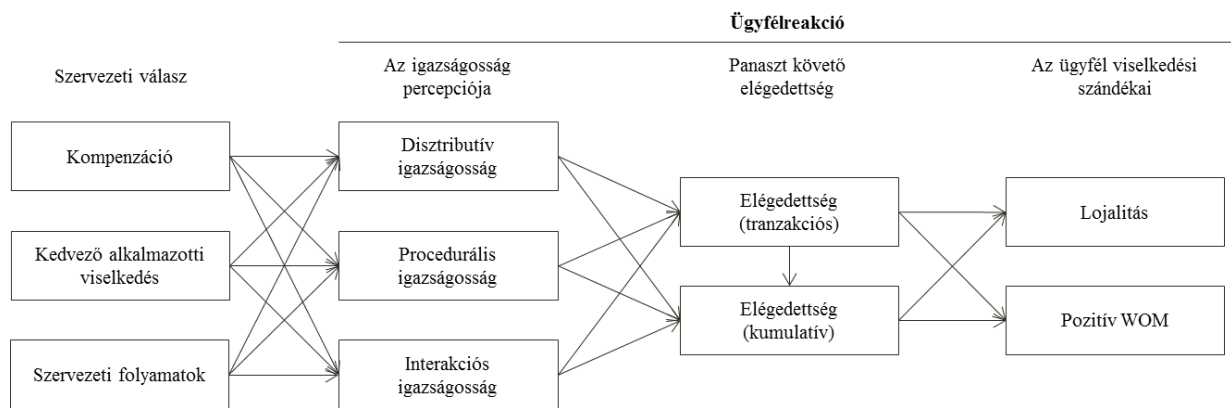 Ügyfélreakció
Szervezeti válasz
Az igazságosság
percepciója
Panaszt követő
elégedettség
Az ügyfél viselkedési
szándékai
Kompenzáció
Kedvező alkalmazotti
viselkedés
Szervezeti folyamatok
Disztributív
igazságosság
Procedurális
igazságosság
Interakciós
igazságosság
Elégedettség
(tranzakciós)
Elégedettség
(kumulatív)
Lojalitás
Pozitív WOM